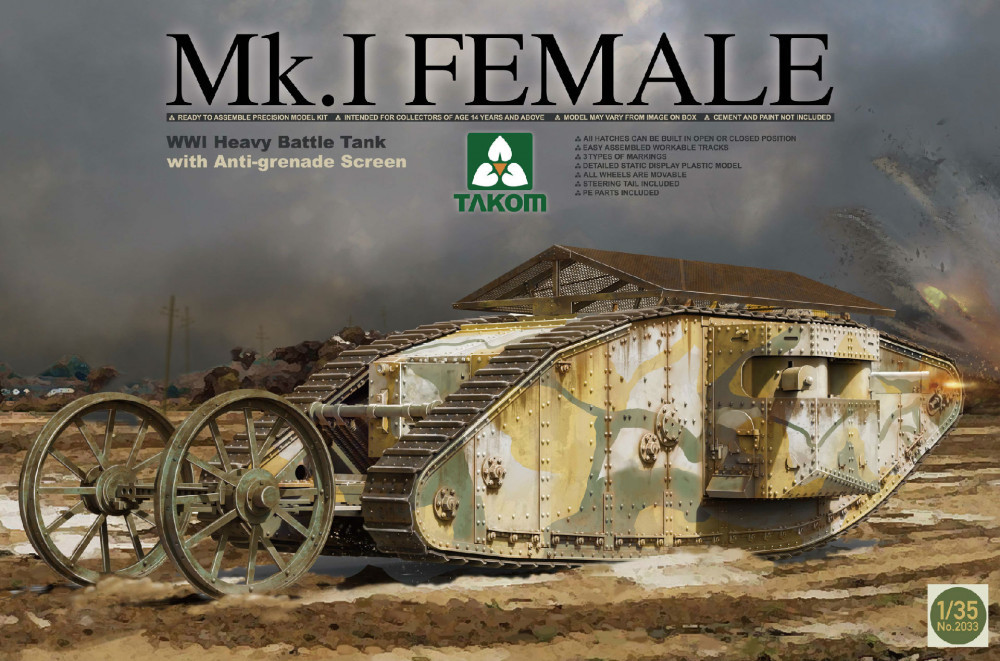 Mk.I FEMALE
READY TO ASSEMBLE PRECISION MODEL KIT INTENDED FOR COLLECTORS OF AGE 14 YEARS AND ABOVE MODEL MAY VARY FROM IMAGE ON BOX CEMENT AND PAINT NOT INCLUDED
WWI Heavy Battle Tank
with Anti-grenade Screen
TAKOM
All HATCHES CAN BE BUILT IN OPEN OR CLOSED POSITION
EASY ASSEMBLED WORKABLE TRACKS
3 TYPES OF MARKINGS
DETAILED STATIC DISPLAY PLASTIC MODEL
ALL WHEELS ARE MOVABLE
STEERING TAIL INCLUDED
PE PARTS INCLUDED
1/35
No.2033